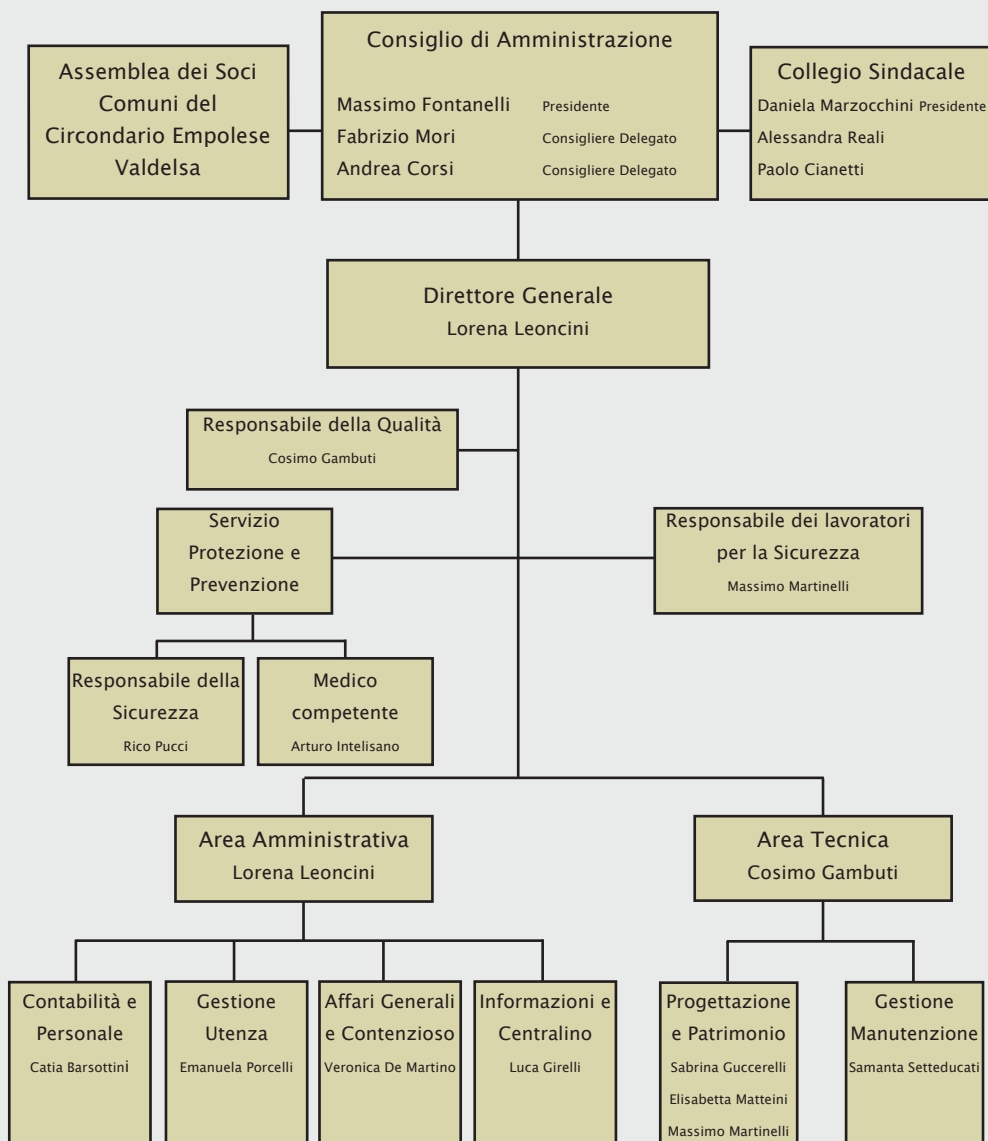 Assemblea dei Soci
Comuni del
Circondario Empolese
Valdelsa
Consiglio di Amministrazione
Massimo Fontanelli Presidente
Fabrizio Mori Consigliere Delegato
Andrea Corsi Consigliere Delegato
Collegio Sindacale
Daniela Marzocchini Presidente
Alessandra Reali
Paolo Cianetti
Direttore Generale
Lorena Leoncini
Responsabile della Qualità
Cosimo Gambuti
Servizio
Protezione e
Prevenzione
Responsabile dei lavoratori
per la Sicurezza
Massimo Martinelli
Responsabile della
Sicurezza
Rico Pucci
Medico
competente
Arturo Intelisano
Area Amministrativa
Lorena Leoncini
Area Tecnica
Cosimo Gambuti
Contabilità e
Personale
Catia Barsottini
Gestione
Utenza
Emanuela Porcelli
Affari Generali
e Contenzioso
Veronica De Martino
Informazioni e
Centralino
Luca Girelli
Progettazione
e Patrimonio
Sabrina Guccerelli
Elisabetta Matteini
Massimo Martinelli
Gestione
Manutenzione
Samanta Setteducati